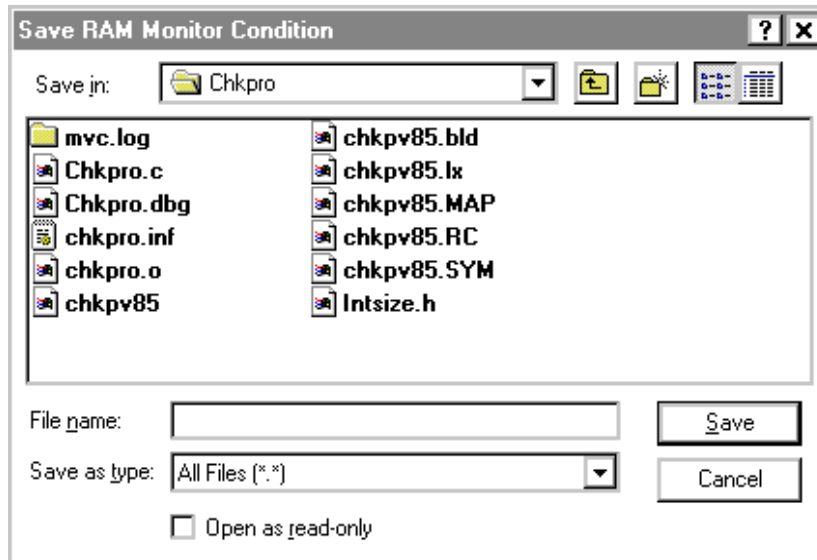 Save RAM Monitor Condition
Save in: Chkpro
mvc.log
Chkpro.c
Chkpro.dbg
chkpro.inf
chkpro.o
chkpv85
chkpv85.bld
chkpv85.lx
chkpv85.MAP
chkpv85.RC
chkpv85.SYM
Intsize.h
File name:
Save
Save as type: All Files (*.*)
Cancel
Open as read-only